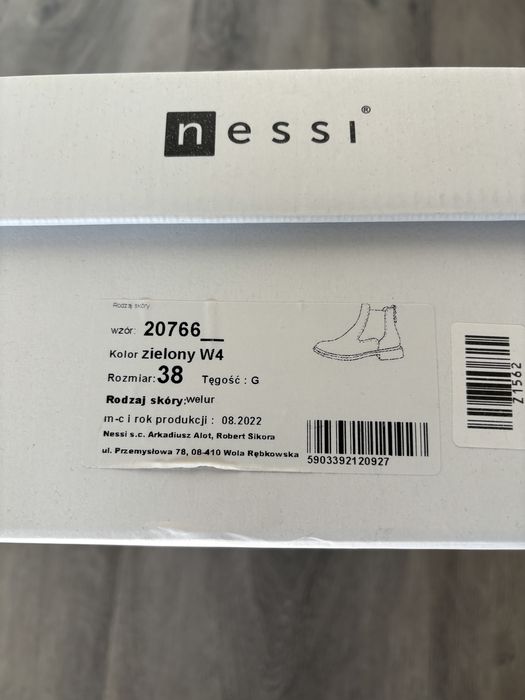 nessi®
Rodzaj skóry
wzór: 20766__
Kolor zielony W4
Rozmiar: 38 Tęgość : G
Rodzaj skóry;welur
m-c i rok produkcji : 08.2022
Nessi s.c. Arkadiusz Alot, Robert Sikora
ul. Przemysłowa 78, 08-410 Wola Rębkowska
5903392120927
Z1562